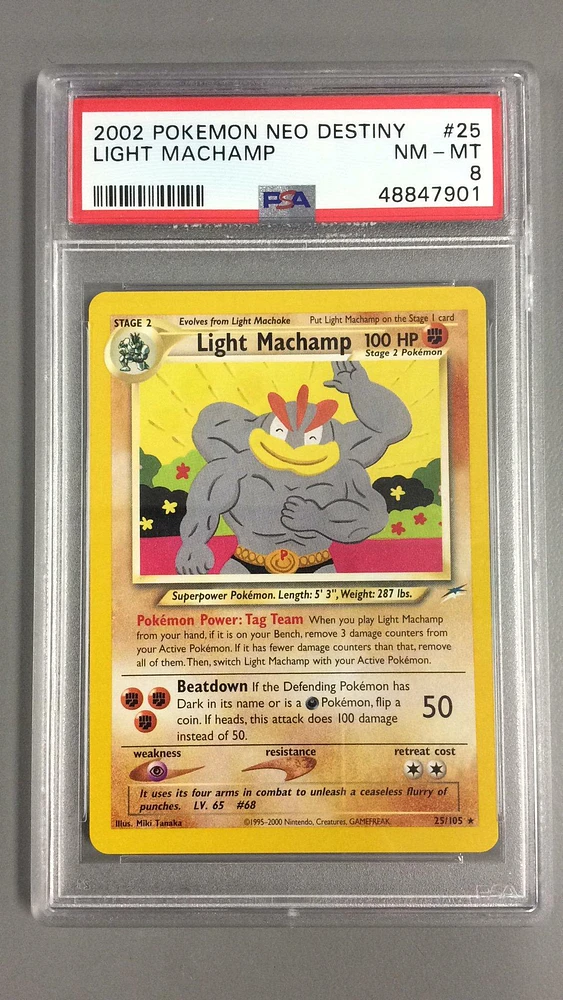 2002 POKEMON NEO DESTINY #25
LIGHT MACHAMP NM - MT
8
PSA 48847901
STAGE 2 Evolves from Light Machoke Put Light Machamp on the Stage 1 card
Light Machamp 100 HP
Stage 2 Pokémon
P
Superpower Pokémon. Length: 5' 3", Weight: 287 lbs.
Pokémon Power: Tag Team When you play Light Machamp
from your hand, if it is on your Bench, remove 3 damage counters from
your Active Pokémon. If it has fewer damage counters than that, remove
all of them. Then, switch Light Machamp with your Active Pokémon.
Beatdown If the Defending Pokémon has
Dark in its name or is a Pokémon, flip a
coin. If heads, this attack does 100 damage
instead of 50.
50
weakness resistance retreat cost
It uses its four arms in combat to unleash a ceaseless flurry of
punches. LV. 65 #68
Illus. Miki Tanaka ©1995-2000 Nintendo, Creatures, GAMEFREAK. 25/105 ★
PSA